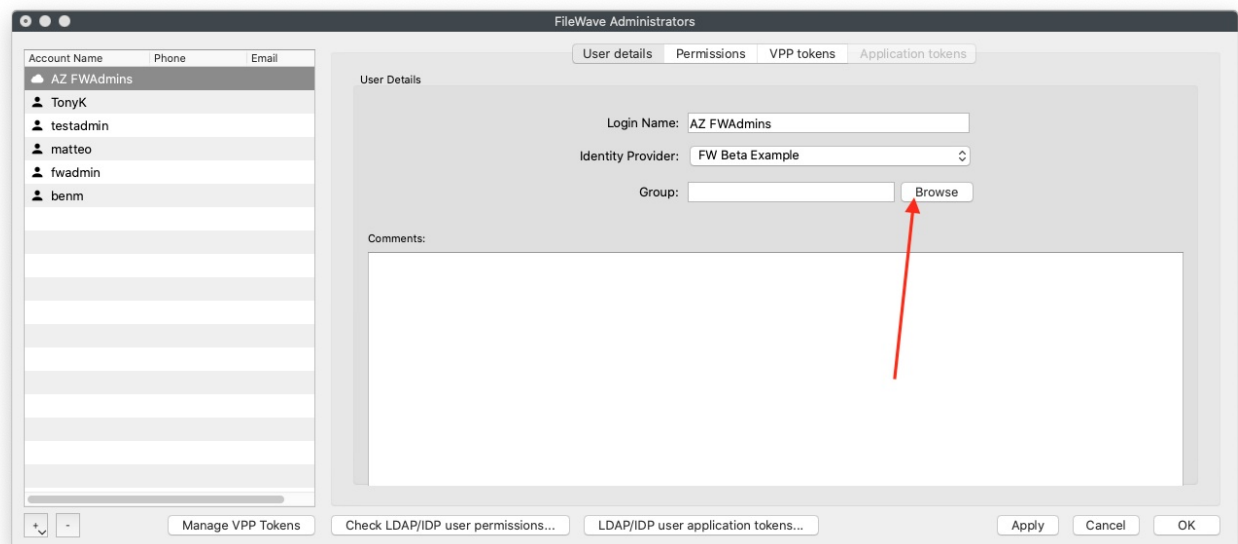 FileWave Administrators
Account Name Phone Email
AZ FWAdmins
TonyK
testadmin
matteo
fwadmin
benm
User details Permissions VPP tokens Application tokens
User Details
Login Name: AZ FWAdmins
Identity Provider: FW Beta Example
Group: Browse
Comments:
+ - Manage VPP Tokens Check LDAP/IDP user permissions... LDAP/IDP user application tokens... Apply Cancel OK